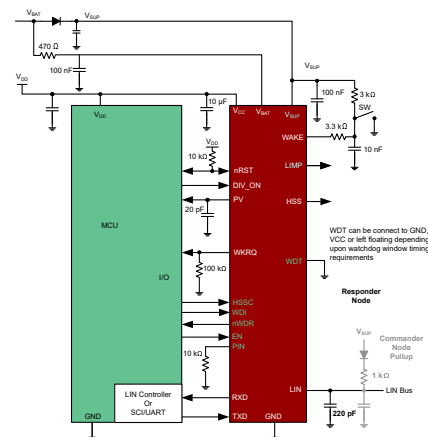 VBAT
VSUP
470 Ω
100 nF
VDD
VSUP
10 µF
100 nF
3 kΩ
SW
VDD
VCC
VBAT
VSUP
WAKE
3.3 kΩ
10 nF
VDD
10 kΩ
nRST
LIMP
DIV_ON
PV
HSS
20 pF
MCU
WDT can be connect to GND,
VCC or left floating depending
upon watchdog window timing
requirements
WKRQ
WDT
I/O
100 kΩ
Responder
Node
HSSC
WDI
nWDR
EN
PIN
10 kΩ
VSUP
Commander
Node
Pullup
1 kΩ
LIN Controller
Or
SCI/UART
RXD
LIN
LIN Bus
220 pF
GND
TXD
GND